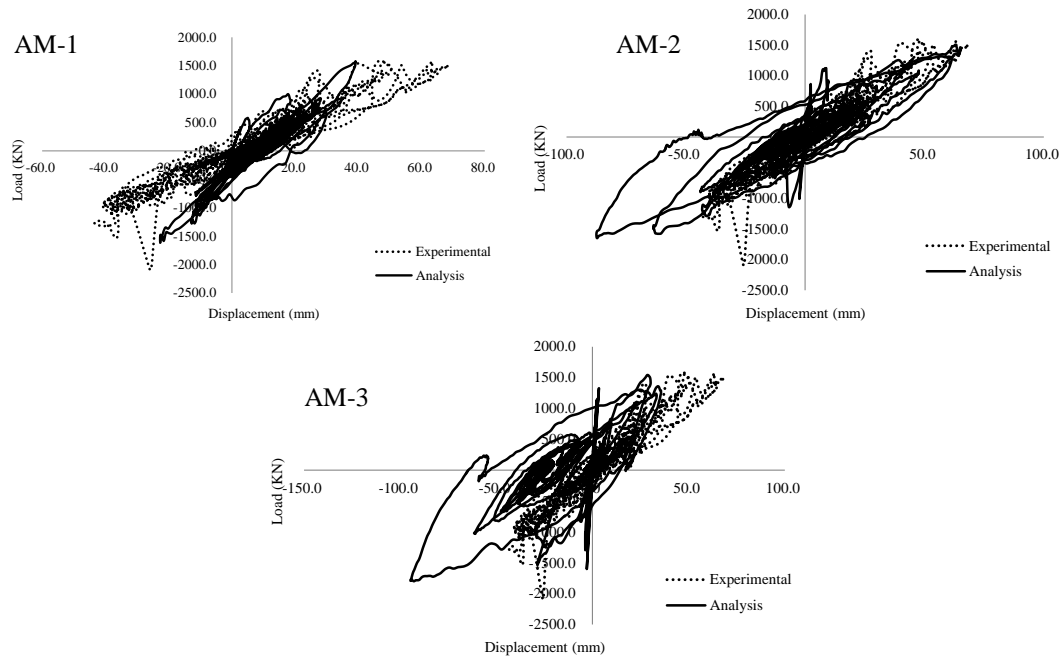 AM-1
2000.0
1500.0
1000.0
500.0
0.0
-60.0 -40.0 -20.0 0.0 20.0 40.0 60.0 80.0
-500.0
-1000.0
-1500.0
-2000.0
-2500.0
Load (KN)
Displacement (mm)
Experimental
Analysis
AM-2
2000.0
1500.0
1000.0
500.0
-100.0 -50.0 50.0 100.0
-1000.0
-1500.0
-2000.0
-2500.0
Load (KN)
Displacement (mm)
Experimental
Analysis
AM-3
2000.0
1500.0
1000.0
-150.0 -100.0 -50.0 50.0 100.0
-2000.0
-2500.0
Load (KN)
Displacement (mm)
Experimental
Analysis